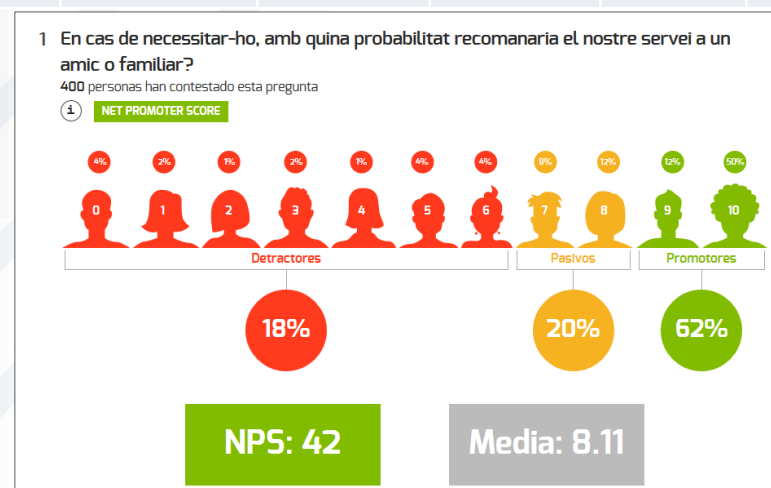 1 En cas de necessitar-ho, amb quina probabilitat recomanaria el nostre servei a un
amic o familiar?
400 personas han contestado esta pregunta
i NET PROMOTER SCORE
4% 2% 1% 2% 1% 4% 4% 8% 12% 12% 50%
0 1 2 3 4 5 6 7 8 9 10
Detractores Pasivos Promotores
18% 20% 62%
NPS: 42 Media: 8.11